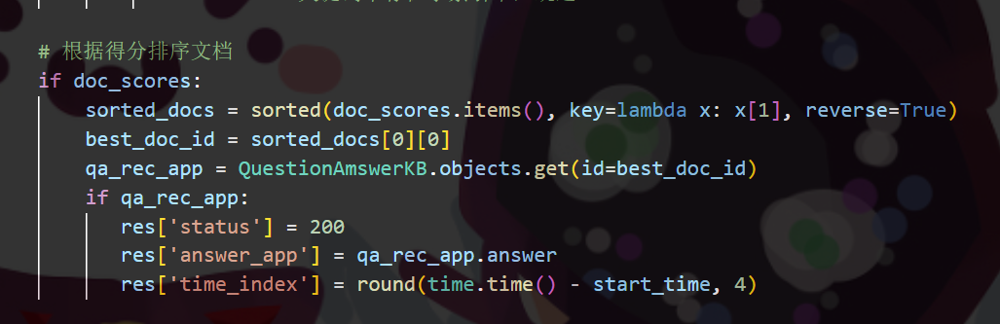 # 根据得分排序文档
if doc_scores:
sorted_docs = sorted(doc_scores.items(), key=lambda x: x[1], reverse=True)
best_doc_id = sorted_docs[0][0]
qa_rec_app = QuestionAmswerKB.objects.get(id=best_doc_id)
if qa_rec_app:
res['status'] = 200
res['answer_app'] = qa_rec_app.answer
res['time_index'] = round(time.time() - start_time, 4)